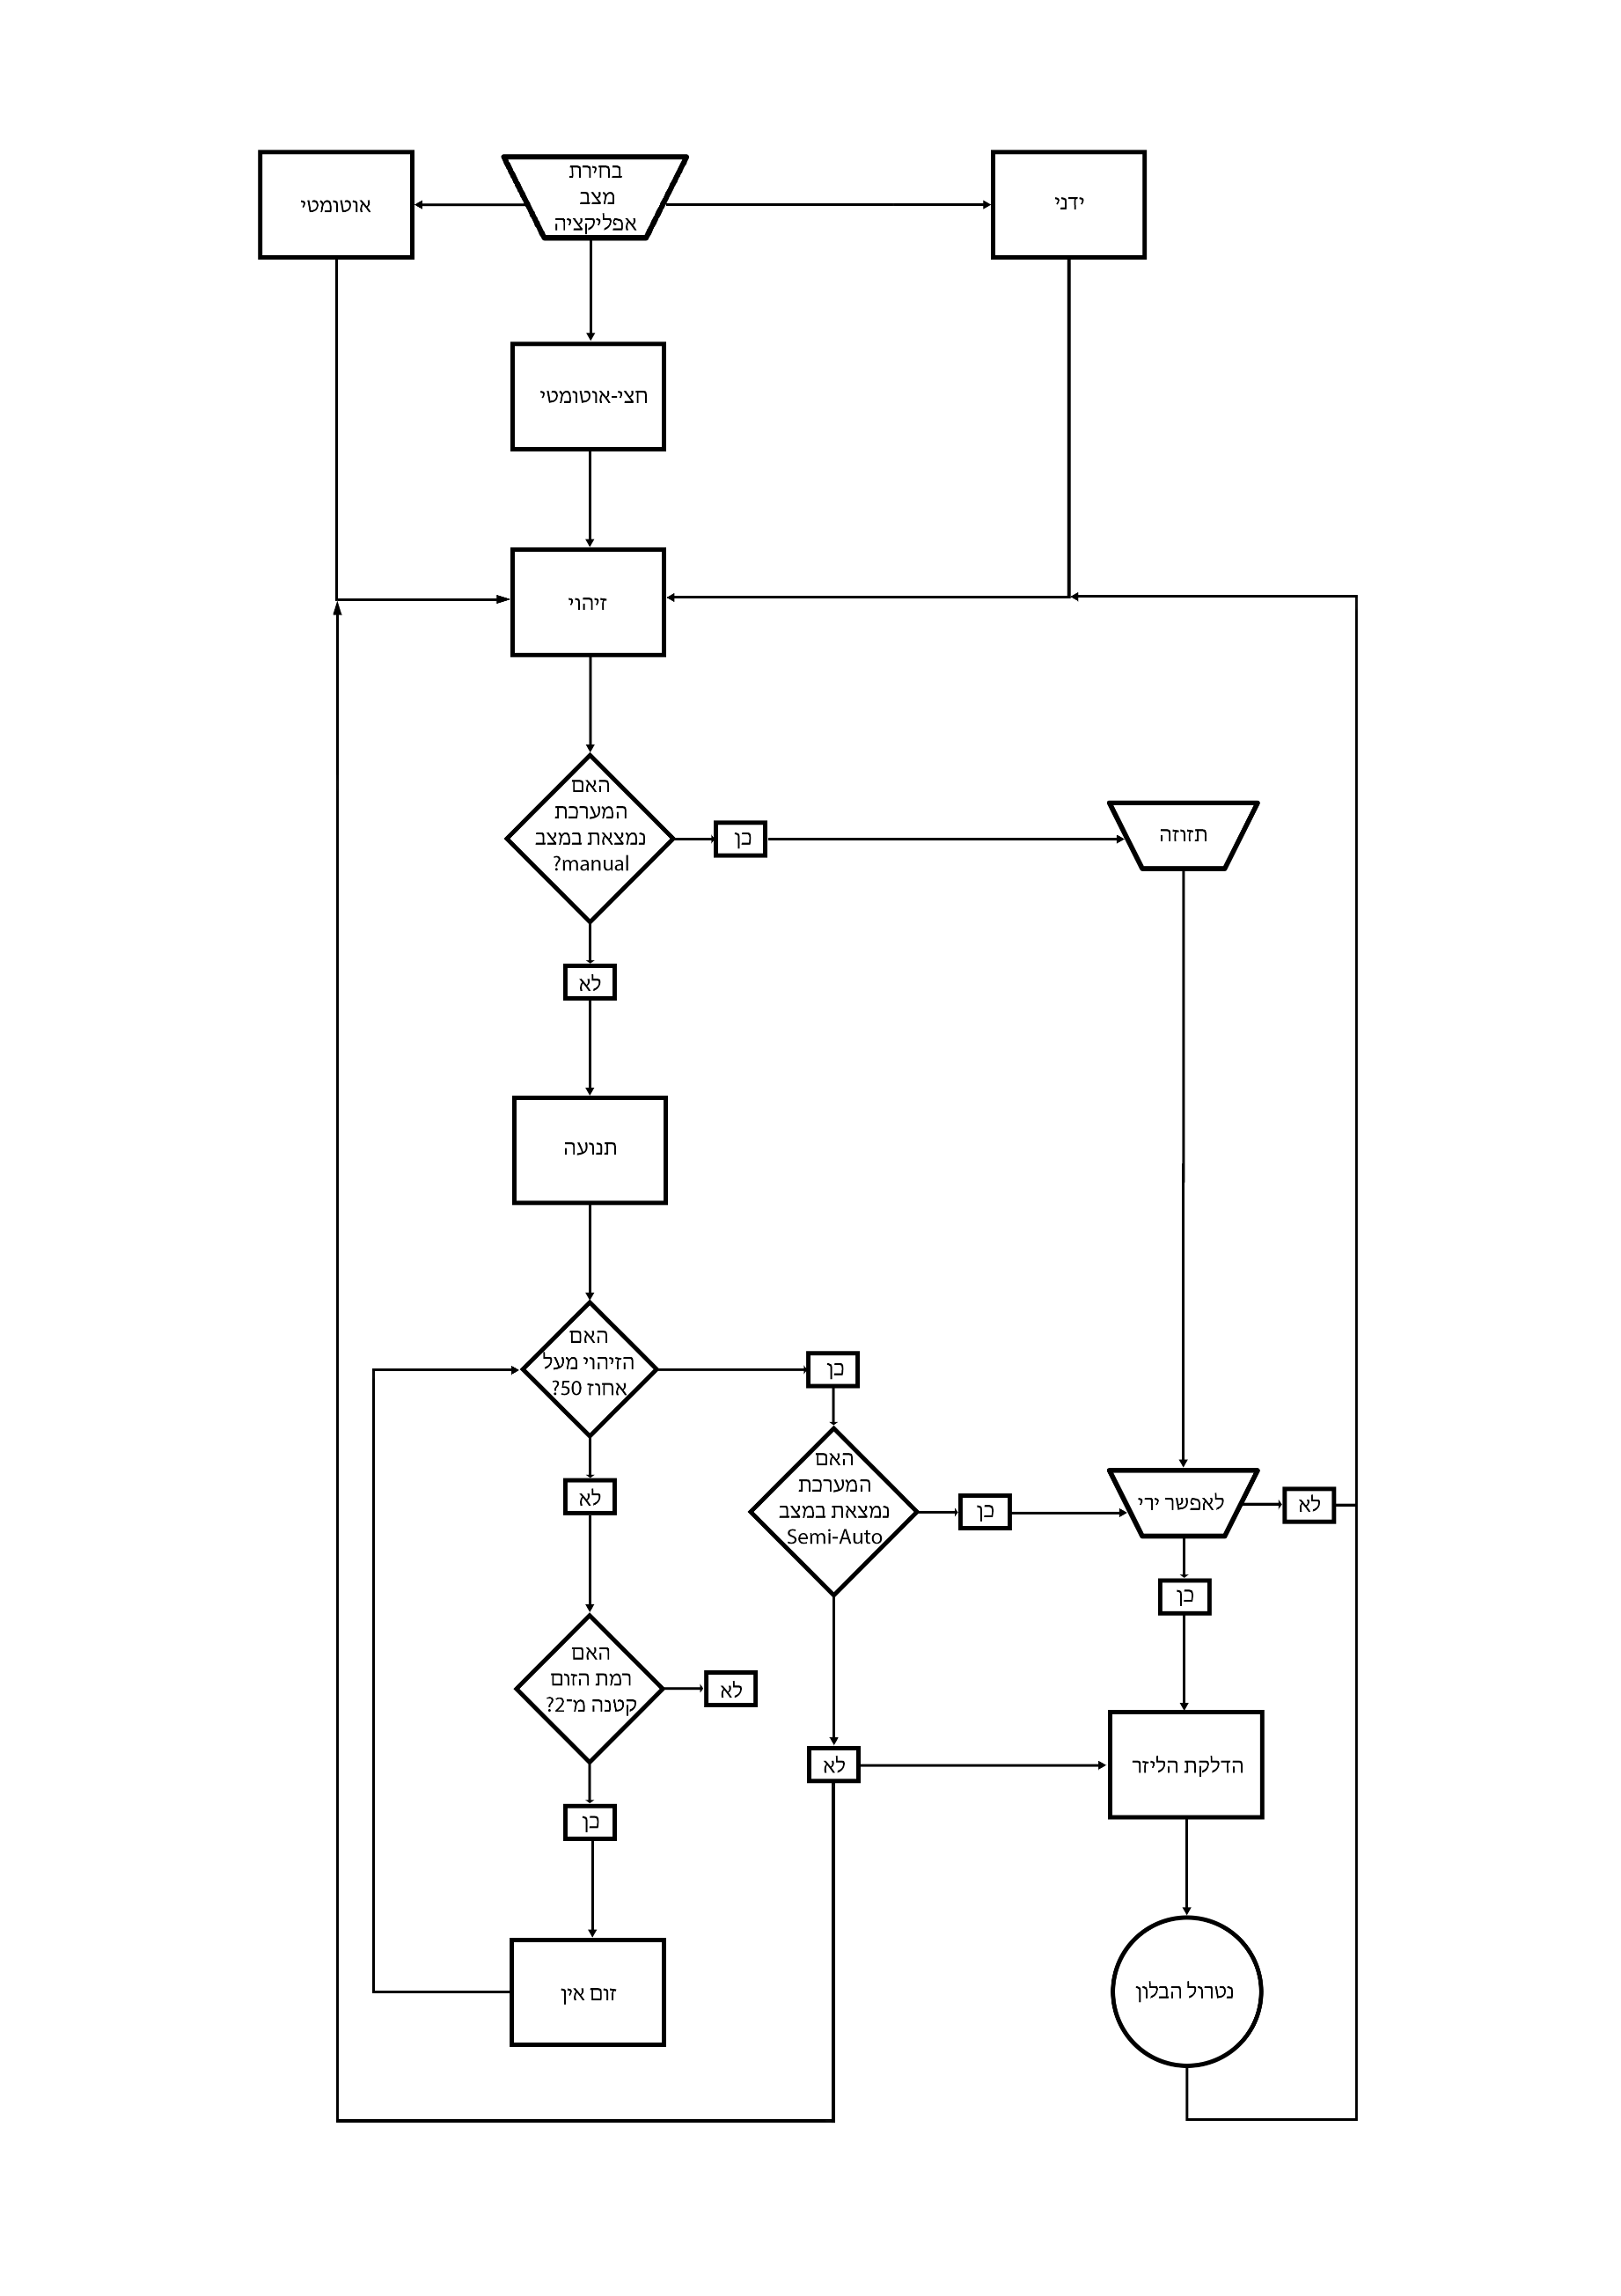 בחירת
מצב
אפליקציה
ידני
אוטומטי
חצי-אוטומטי
זיהוי
האם
המערכת
נמצאת במצב
manual?
כן
תזוזה
לא
תנועה
האם
הזיהוי מעל
אחוז 50?
כן
לא
האם
המערכת
נמצאת במצב
Semi-Auto
כן
לאפשר ירי
לא
כן
האם
רמת הזום
קטנה מ־2?
לא
לא
הדלקת הליזר
כן
זום אין
נטרול הבלון